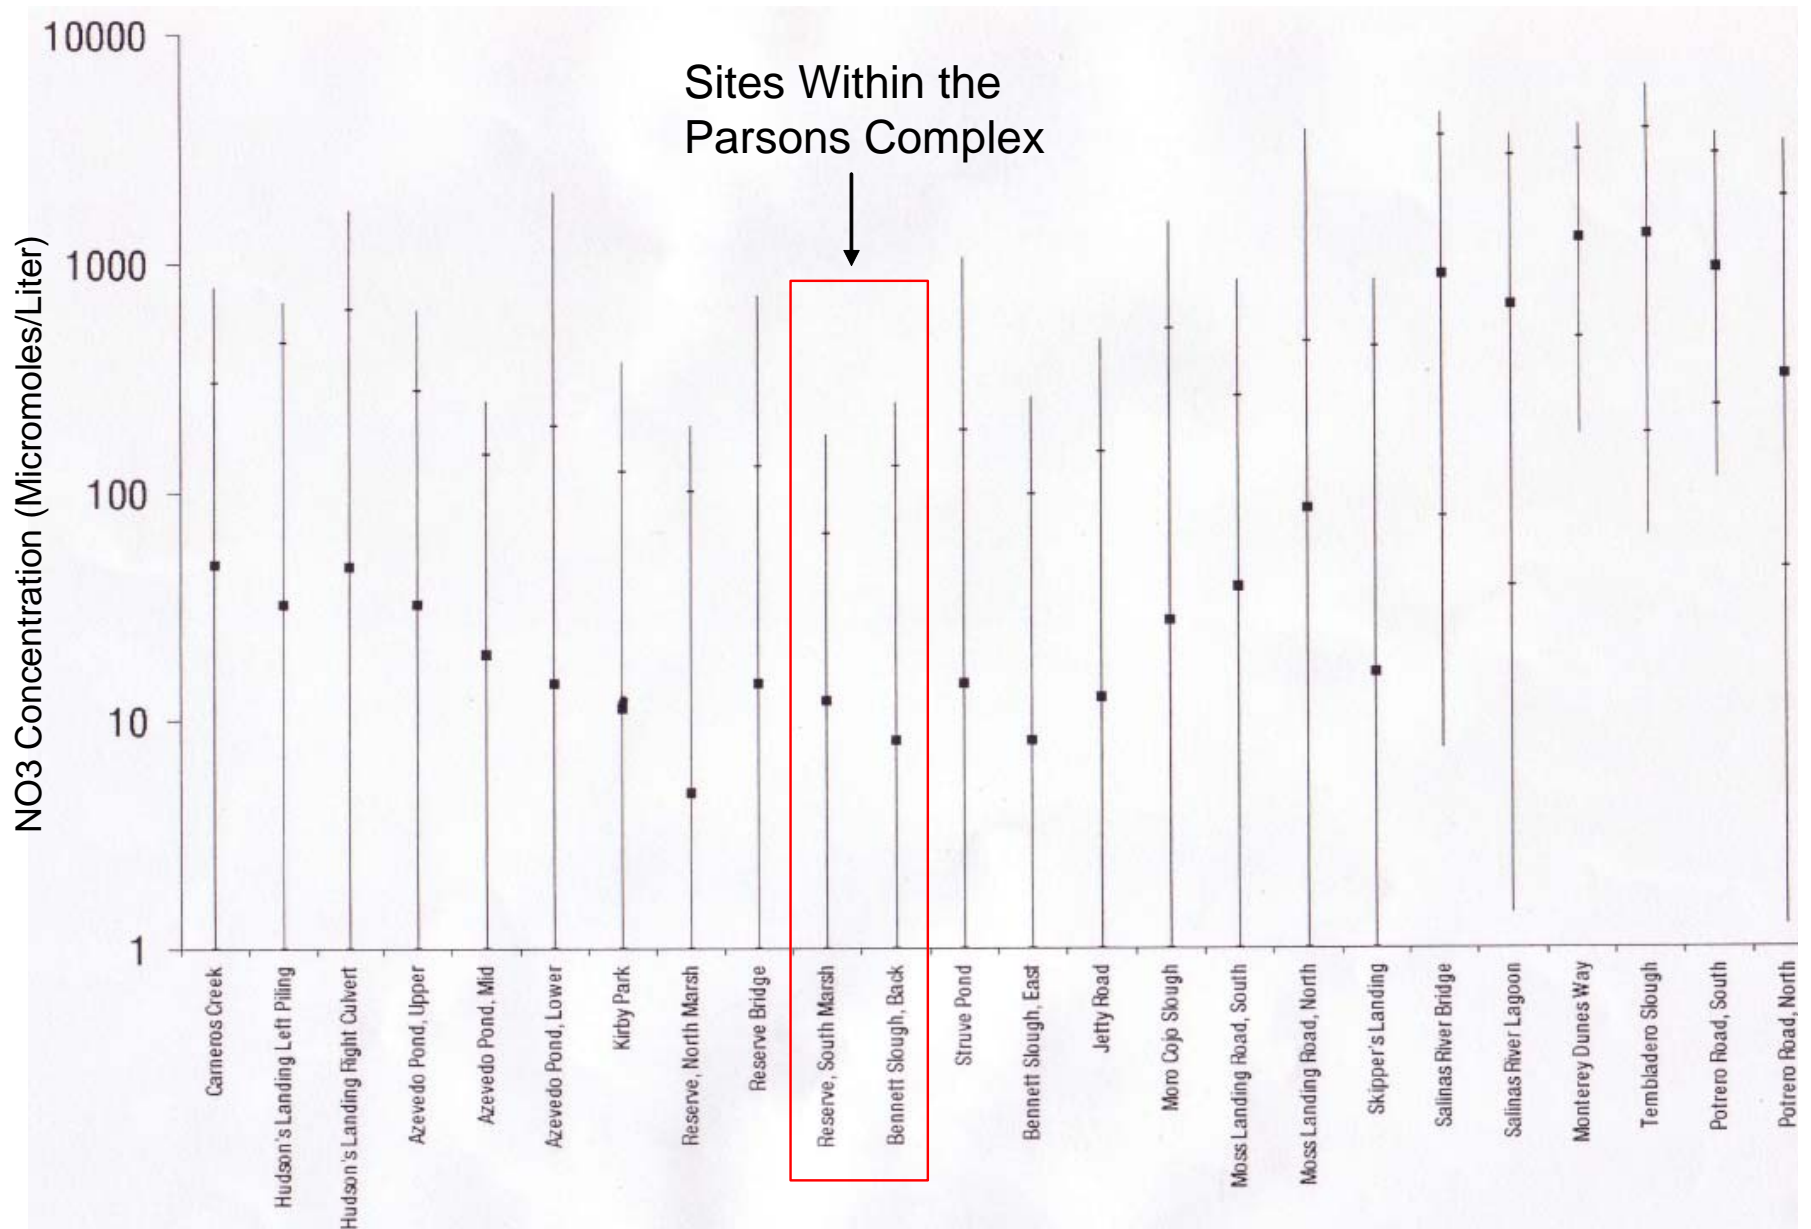 10000
1000
100
10
1
NO3 Concentration (Micromoles/Liter)
Sites Within the
Parsons Complex
Carneros Creek
Hudson's Landing Left Piling
Hudson's Landing Right Culvert
Azevedo Pond, Upper
Azevedo Pond, Mid
Azevedo Pond, Lower
Kirby Park
Reserve, North Marsh
Reserve Bridge
Reserve, South Marsh
Bennett Slough, Back
Struve Pond
Bennett Slough, East
Jetty Road
Moro Cojo Slough
Moss Landing Road, South
Moss Landing Road, North
Skipper's Landing
Salinas River Bridge
Salinas River Lagoon
Monterey Dunes Way
Tembladero Slough
Potrero Road, South
Potrero Road, North